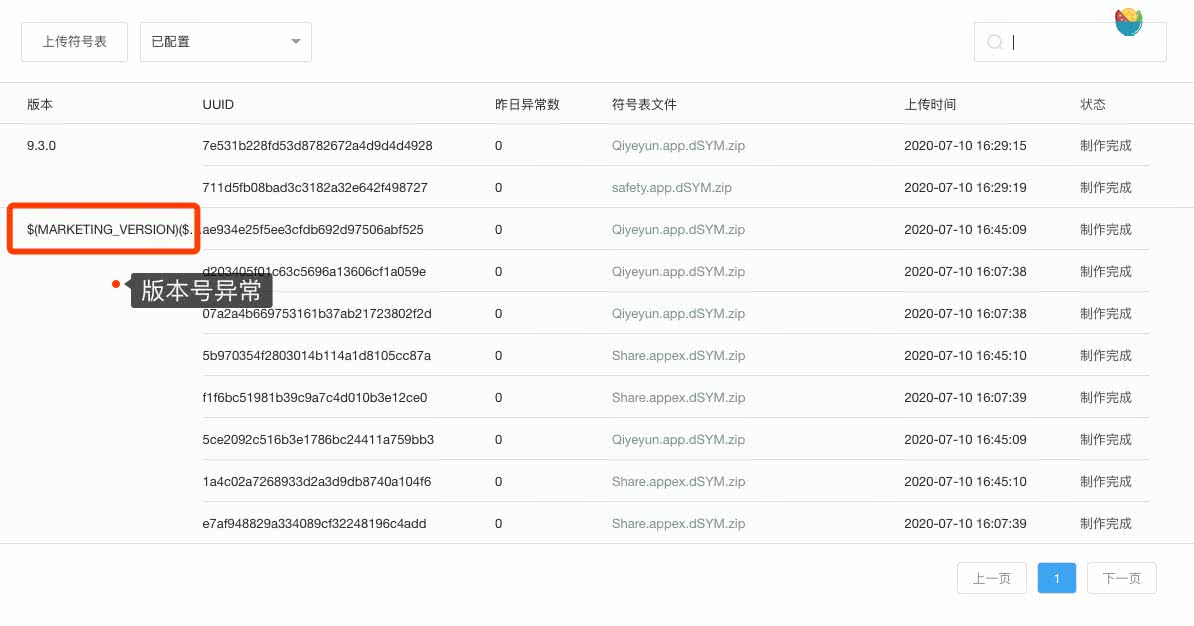 上传符号表 已配置
版本 UUID 昨日异常数 符号表文件 上传时间 状态
9.3.0 7e531b228fd53d8782672a4d9d4d4928 0 Qiyeyun.app.dSYM.zip 2020-07-10 16:29:15 制作完成
711d5fb08bad3c3182a32e642f498727 0 safety.app.dSYM.zip 2020-07-10 16:29:19 制作完成
$(MARKETING_VERSION)($. ae934e25f5ee3cfdb692d97506abf525 0 Qiyeyun.app.dSYM.zip 2020-07-10 16:45:09 制作完成
d203405f01c63c5696a13606cf1a059e 0 Qiyeyun.app.dSYM.zip 2020-07-10 16:07:38 制作完成
版本号异常
07a2a4b669753161b37ab21723802f2d 0 Qiyeyun.app.dSYM.zip 2020-07-10 16:07:38 制作完成
5b970354f2803014b114a1d8105cc87a 0 Share.appex.dSYM.zip 2020-07-10 16:45:10 制作完成
f1f6bc51981b39c9a7c4d010b3e12ce0 0 Share.appex.dSYM.zip 2020-07-10 16:07:39 制作完成
5ce2092c516b3e1786bc24411a759bb3 0 Qiyeyun.app.dSYM.zip 2020-07-10 16:45:09 制作完成
1a4c02a7268933d2a3d9db8740a104f6 0 Share.appex.dSYM.zip 2020-07-10 16:45:10 制作完成
e7af948829a334089cf32248196c4add 0 Share.appex.dSYM.zip 2020-07-10 16:07:39 制作完成
上一页 1 下一页